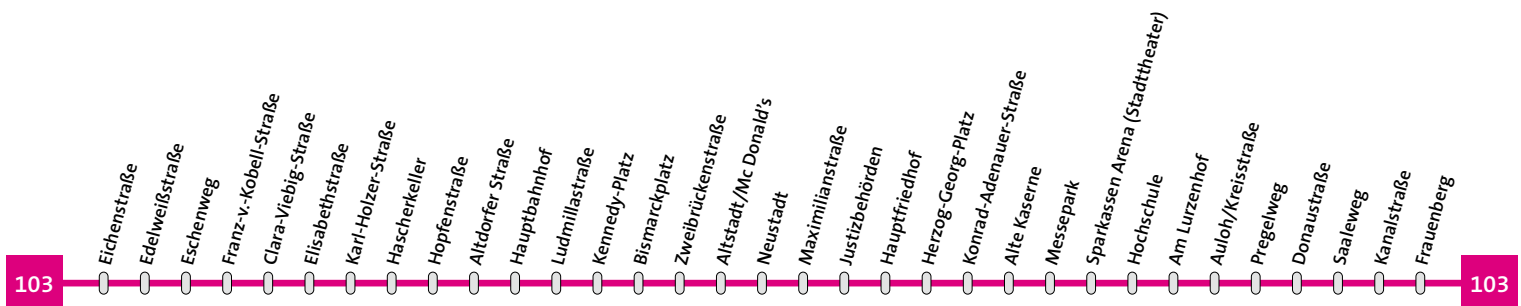 103
Eichenstraße
Edelweißstraße
Eschenweg
Franz-v.-Kobell-Straße
Clara-Viebig-Straße
Elisabethstraße
Karl-Holzer-Straße
Hascherkeller
Hopfenstraße
Altdorfer Straße
Hauptbahnhof
Ludmillastraße
Kennedy-Platz
Bismarckplatz
Zweibrückenstraße
Altstadt/Mc Donald's
Neustadt
Maximilianstraße
Justizbehörden
Hauptfriedhof
Herzog-Georg-Platz
Konrad-Adenauer-Straße
Alte Kaserne
Messepark
Sparkassen Arena (Stadttheater)
Hochschule
Am Lurzenhof
Auloh/Kreisstraße
Pregelweg
Donaustraße
Saaleweg
Kanalstraße
Frauenberg
103